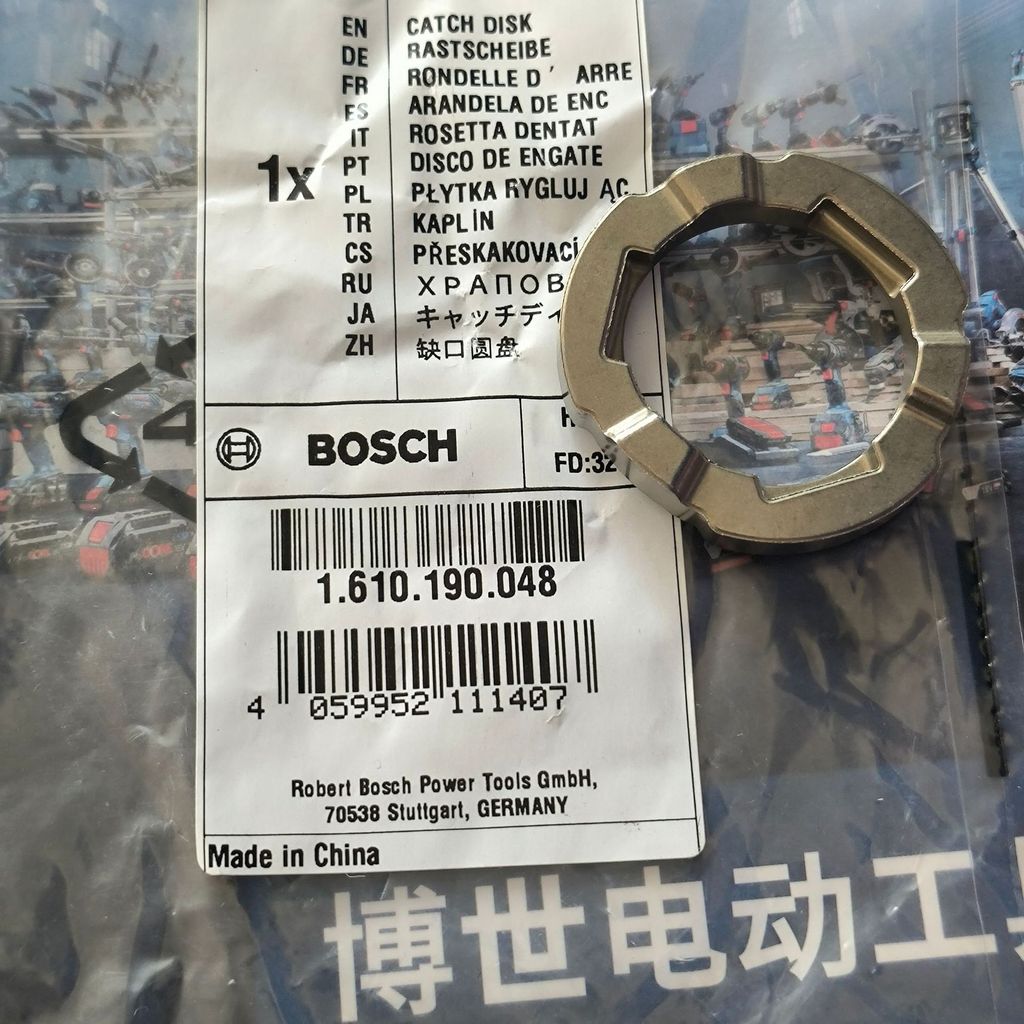 1x
EN CATCH DISK
DE RASTSCHEIBE
FR RONDELLE D' ARRE
ES ARANDELA DE ENC
IT ROSETTA DENTAT
PT DISCO DE ENGATE
PL PŁYTKA RYGLUJ ĄC
TR KAPLİN
CS PŘESKAKOVACÍ
RU ХРАПОВ
JA キャッチディ
ZH 缺口圆盘
BOSCH
FD:32
1.610.190.048
4 059952 111407
Robert Bosch Power Tools GmbH,
70538 Stuttgart, GERMANY
Made in China
博世电动工具